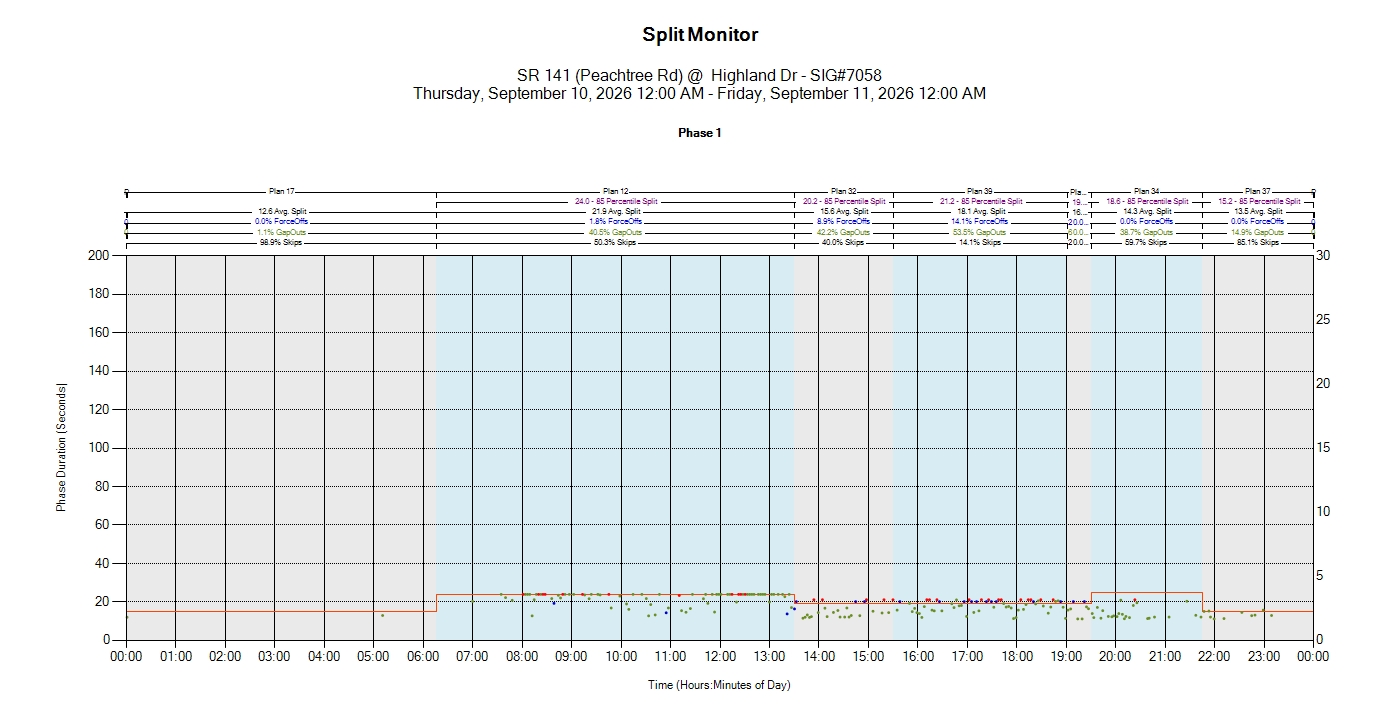 Split Monitor
SR 141 (Peachtree Rd) @ Highland Dr - SIG#7058
Thursday, September 10, 2026 12:00 AM - Friday, September 11, 2026 12:00 AM
Phase 1
Plan 17 Plan 12 Plan 32 Plan 39 Pla... Plan 34 Plan 37
24.0 - 85 Percentile Split 20.2 - 85 Percentile Split 21.2 - 85 Percentile Split 19... 18.6 - 85 Percentile Split 15.2 - 85 Percentile Split
12.6 Avg. Split 21.9 Avg. Split 15.6 Avg. Split 18.1 Avg. Split 16... 14.3 Avg. Split 13.5 Avg. Split
0.0% ForceOffs 1.8% ForceOffs 8.9% ForceOffs 14.1% ForceOffs 20.0... 0.0% ForceOffs 0.0% ForceOffs
1.1% GapOuts 40.5% GapOuts 42.2% GapOuts 53.5% GapOuts 60.0... 38.7% GapOuts 14.9% GapOuts
98.9% Skips 50.3% Skips 40.0% Skips 14.1% Skips 20.0... 59.7% Skips 85.1% Skips
200 30
180
25
160
140
20
120
100 15
80
10
60
40
5
20
0 0
Phase Duration (Seconds)
00:00 01:00 02:00 03:00 04:00 05:00 06:00 07:00 08:00 09:00 10:00 11:00 12:00 13:00 14:00 15:00 16:00 17:00 18:00 19:00 20:00 21:00 22:00 23:00 00:00
Time (Hours:Minutes of Day)